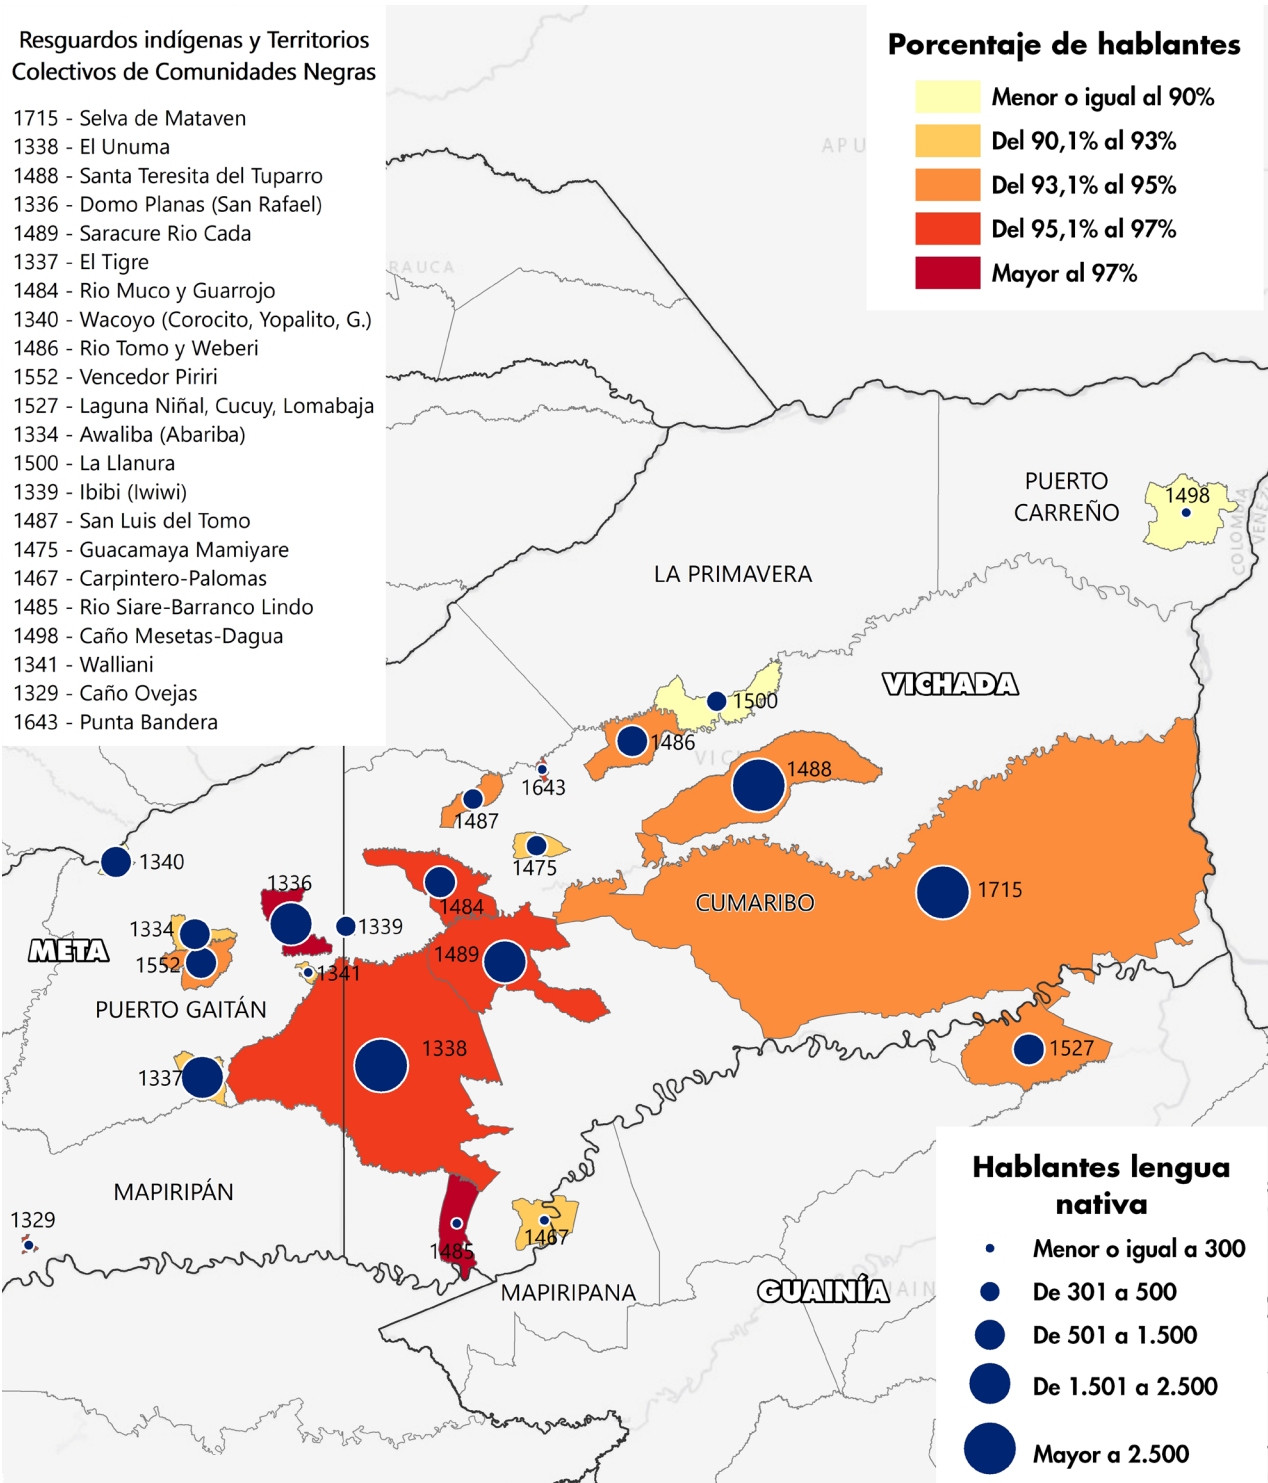 Resguardos indígenas y Territorios
Colectivos de Comunidades Negras
1715 - Selva de Mataven
1338 - El Unuma
1488 - Santa Teresita del Tuparro
1336 - Domo Planas (San Rafael)
1489 - Saracure Rio Cada
1337 - El Tigre
1484 - Rio Muco y Guarrojo
1340 - Wacoyo (Corocito, Yopalito, G.)
1486 - Rio Tomo y Weberi
1552 - Vencedor Piriri
1527 - Laguna Niñal, Cucuy, Lomabaja
1334 - Awaliba (Abariba)
1500 - La Llanura
1339 - Ibibi (Iwiwi)
1487 - San Luis del Tomo
1475 - Guacamaya Mamiyare
1467 - Carpintero-Palomas
1485 - Rio Siare-Barranco Lindo
1498 - Caño Mesetas-Dagua
1341 - Walliani
1329 - Caño Ovejas
1643 - Punta Bandera
Porcentaje de hablantes
Menor o igual al 90%
Del 90,1% al 93%
Del 93,1% al 95%
Del 95,1% al 97%
Mayor al 97%
APU
RAUCA
PUERTO
CARREÑO
1498
COLOMBIA
VENEZ
LA PRIMAVERA
VICHADA
1500
1486
VIC
1488
1643
1487
1475
1340
1336
1484
CUMARIBO
1715
1334
1339
META
1489
1552
1341
PUERTO GAITÁN
1338
1527
1337
MAPIRIPÁN
1329
1467
1485
MAPIRIPANA
GUAINÍA
AIN
Hablantes lengua
nativa
Menor o igual a 300
De 301 a 500
De 501 a 1.500
De 1.501 a 2.500
Mayor a 2.500